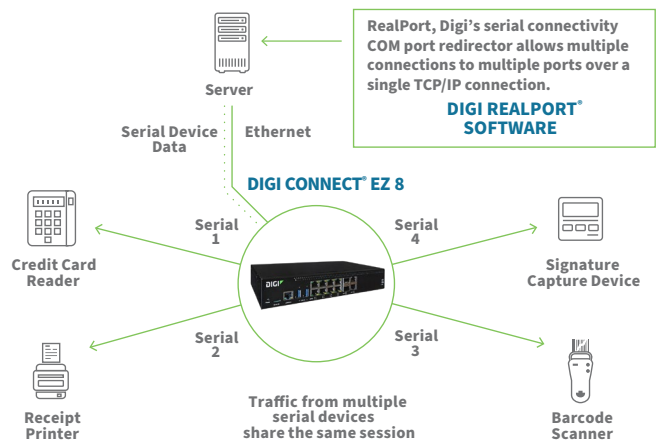 RealPort, Digi’s serial connectivity
COM port redirector allows multiple
connections to multiple ports over a
single TCP/IP connection.
DIGI REALPORT®
SOFTWARE
Server
Serial Device
Data
Ethernet
DIGI CONNECT® EZ 8
Serial
1
Serial
4
Credit Card
Reader
Signature
Capture Device
DIGI
Serial
2
Serial
3
Receipt
Printer
Traffic from multiple
serial devices
share the same session
Barcode
Scanner